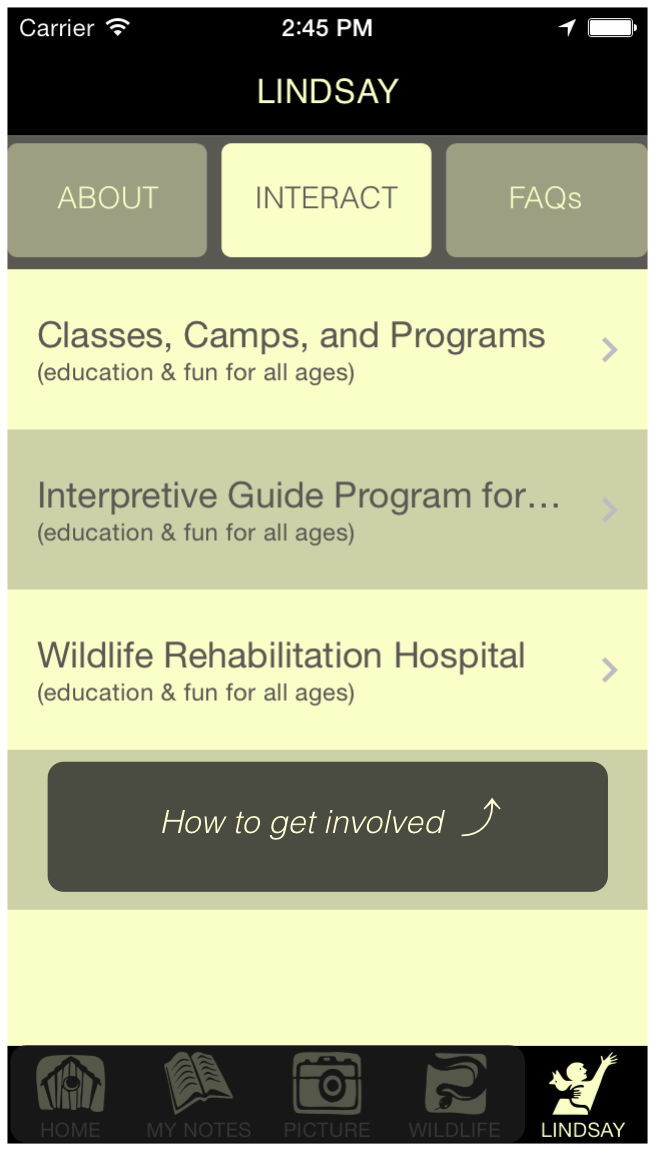 Carrier 2:45 PM
LINDSAY
ABOUT INTERACT FAQs
Classes, Camps, and Programs
(education & fun for all ages)
Interpretive Guide Program for...
(education & fun for all ages)
Wildlife Rehabilitation Hospital
(education & fun for all ages)
How to get involved
HOME MY NOTES PICTURE WILDLIFE LINDSAY